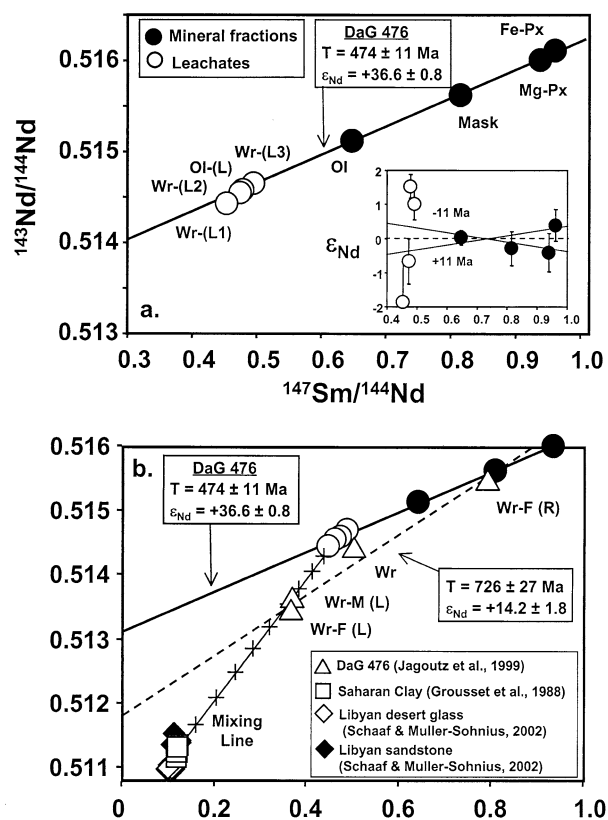 0.516
0.515
0.514
0.513
143Nd/144Nd
Mineral fractions
Leachates
DaG 476
T = 474 ± 11 Ma
εNd = +36.6 ± 0.8
Fe-Px
Mg-Px
Mask
Ol
Wr-(L3)
Ol-(L)
Wr-(L2)
Wr-(L1)
a.
εNd
2
1
0
-1
-2
-11 Ma
+11 Ma
0.4 0.5 0.6 0.7 0.8 0.9 1.0
0.3 0.4 0.5 0.6 0.7 0.8 0.9 1.0
147Sm/144Nd
0.516
0.515
0.514
0.513
0.512
0.511
b.
DaG 476
T = 474 ± 11 Ma
εNd = +36.6 ± 0.8
Wr-F (R)
Wr
Wr-M (L)
Wr-F (L)
T = 726 ± 27 Ma
εNd = +14.2 ± 1.8
Mixing
Line
DaG 476 (Jagoutz et al., 1999)
Saharan Clay (Grousset et al., 1988)
Libyan desert glass
(Schaaf & Muller-Sohnius, 2002)
Libyan sandstone
(Schaaf & Muller-Sohnius, 2002)
0 0.2 0.4 0.6 0.8 1.0